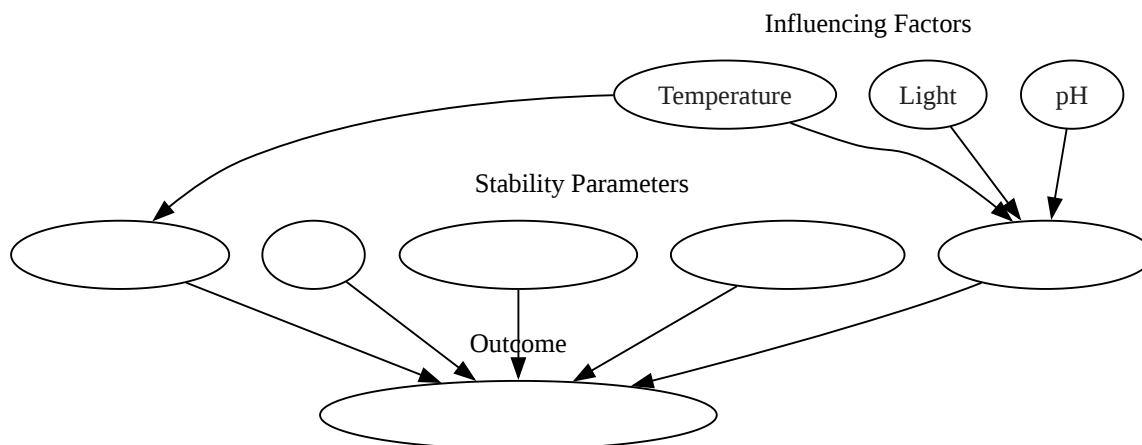 Influencing Factors
Temperature
Light
pH
Stability Parameters
Outcome